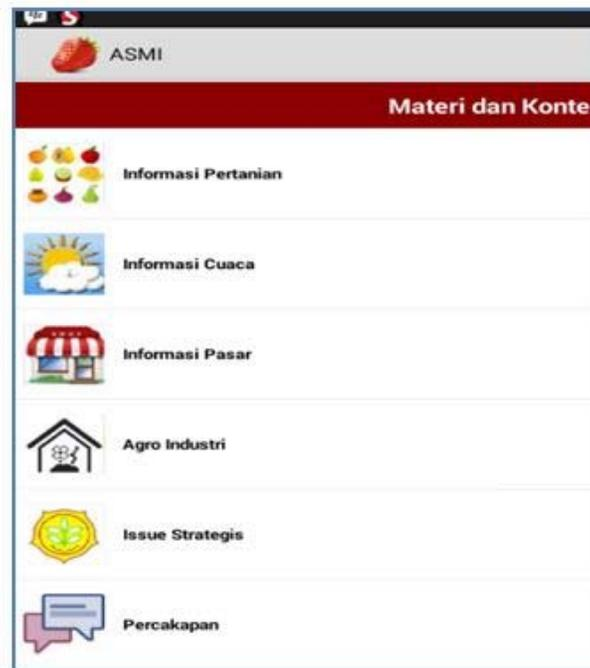 ASMI
Materi dan Konte
Informasi Pertanian
Informasi Cuaca
Informasi Pasar
Agro Industri
Issue Strategis
Percakapan